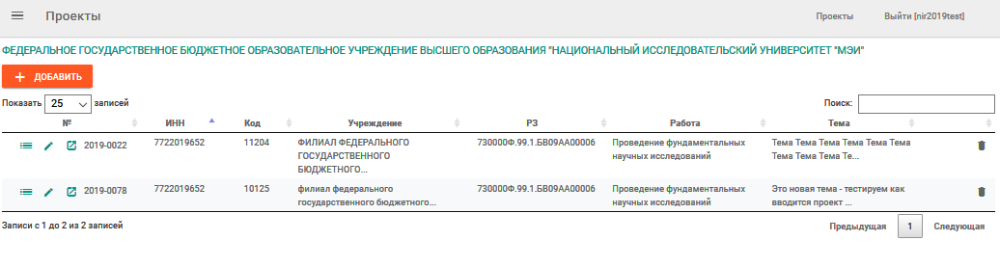 Проекты Проекты Выйти [nir2019test]
ФЕДЕРАЛЬНОЕ ГОСУДАРСТВЕННОЕ БЮДЖЕТНОЕ ОБРАЗОВАТЕЛЬНОЕ УЧРЕЖДЕНИЕ ВЫСШЕГО ОБРАЗОВАНИЯ "НАЦИОНАЛЬНЫЙ ИССЛЕДОВАТЕЛЬСКИЙ УНИВЕРСИТЕТ "МЭИ"
+ ДОБАВИТЬ
Показать 25 записей Поиск:
№ ИНН Код Учреждение РЗ Работа Тема
2019-0022 7722019652 11204 ФИЛИАЛ ФЕДЕРАЛЬНОГО 730000Ф.99.1.БВ09АА00006 Проведение фундаментальных Тема Тема Тема Тема Тема Тема
ГОСУДАРСТВЕННОГО научных исследований Тема Тема Тема Те...
БЮДЖЕТНОГО...
2019-0078 7722019652 10125 филиал федерального 730000Ф.99.1.БВ09АА00006 Проведение фундаментальных Это новая тема - тестируем как
государственного бюджетного... научных исследований вводится проект ...
Записи с 1 до 2 из 2 записей Предыдущая 1 Следующая